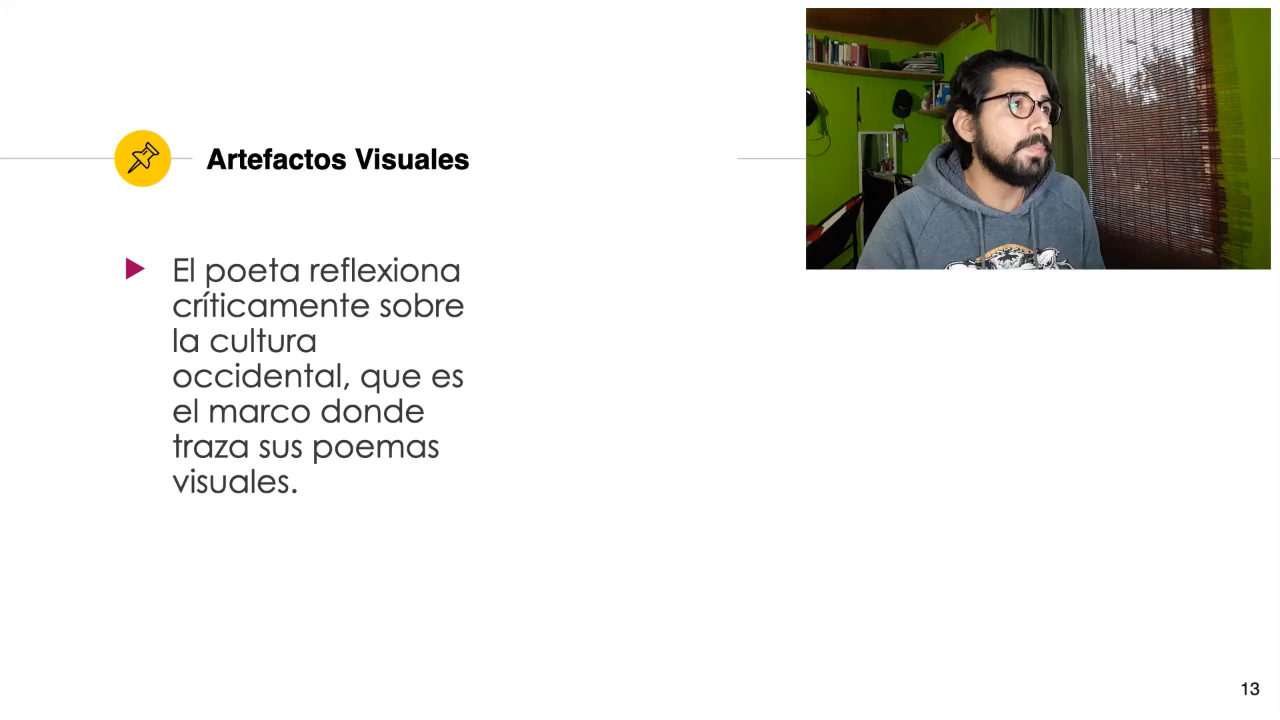 Artefactos Visuales
El poeta reflexiona
críticamente sobre
la cultura
occidental, que es
el marco donde
traza sus poemas
visuales.
13